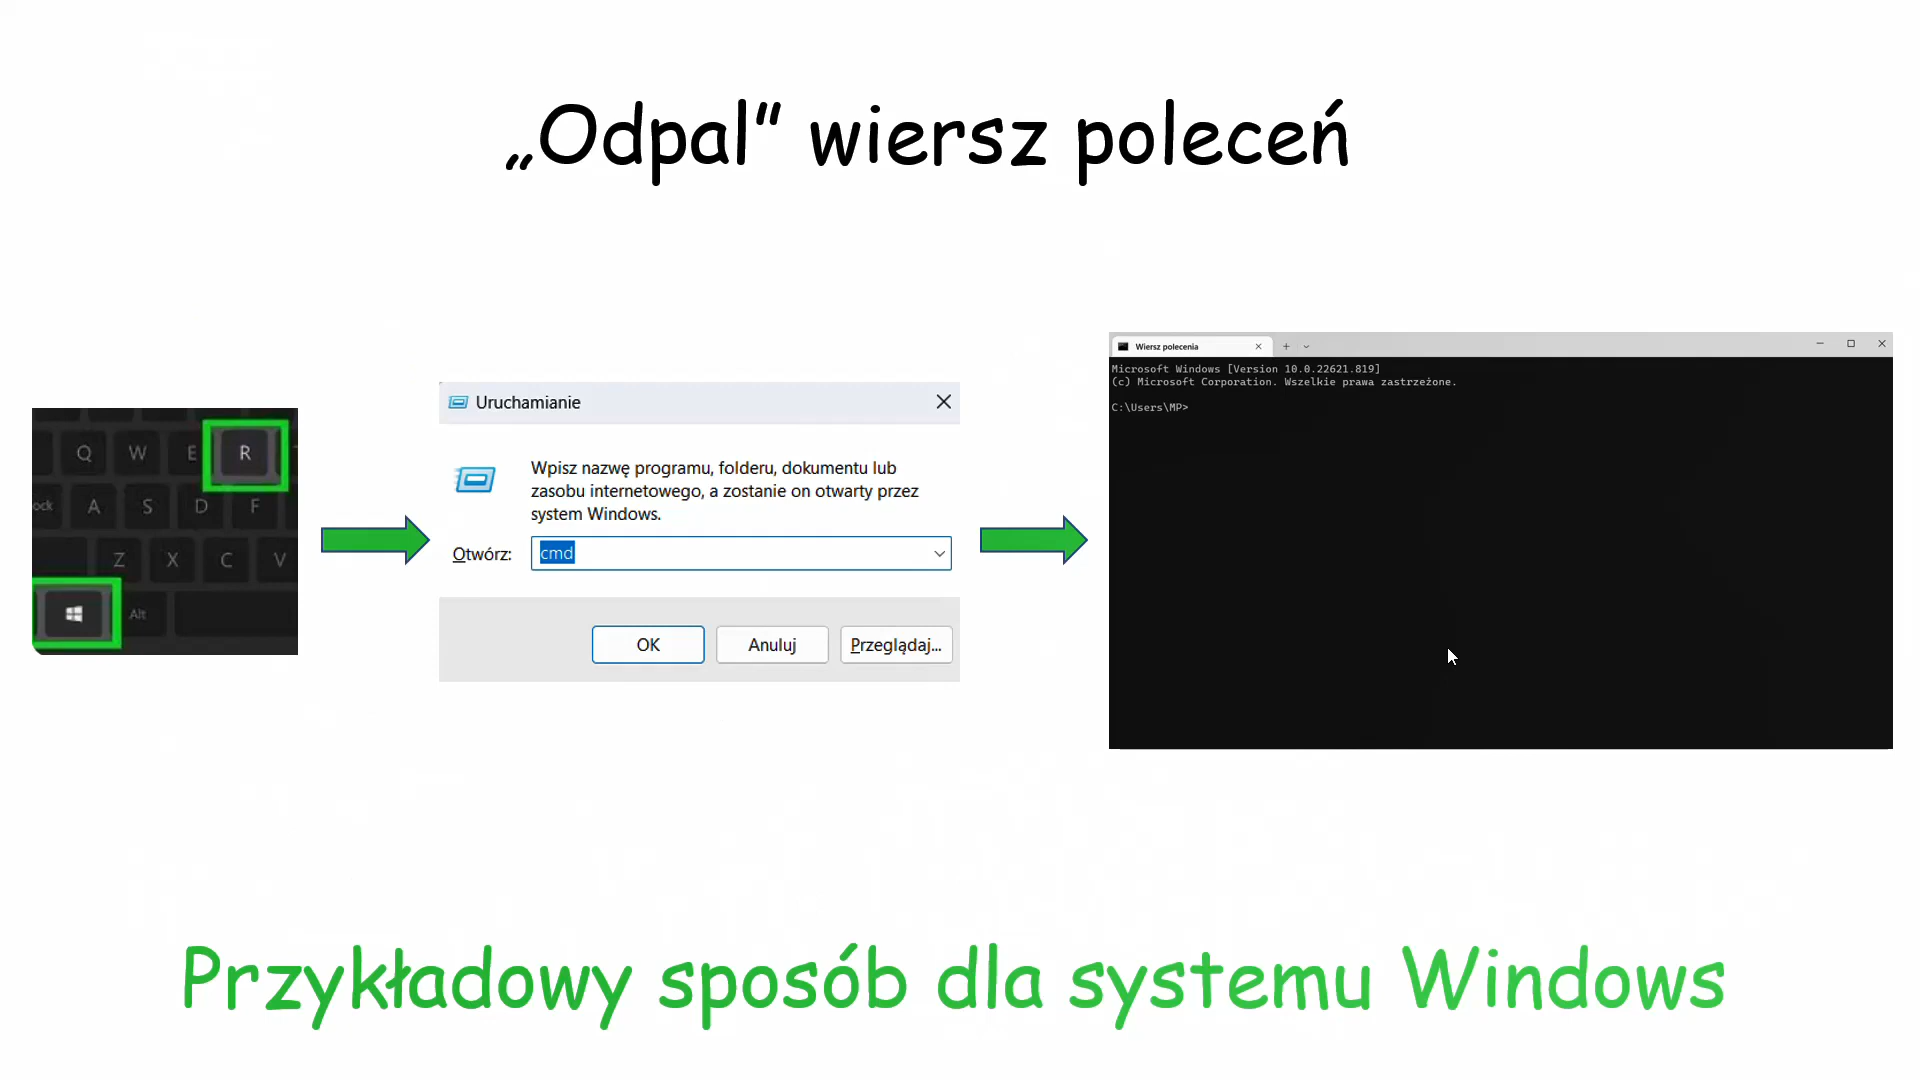 „Odpal" wiersz poleceń
Q W E R
ock A S D F
Z X C V
Alt
Uruchamianie
Wpisz nazwę programu, folderu, dokumentu lub
zasobu internetowego, a zostanie on otwarty przez
system Windows.
Otwórz: cmd
OK Anuluj Przeglądaj...
Wiersz polecenia
Microsoft Windows [Version 10.0.22621.819]
(c) Microsoft Corporation. Wszelkie prawa zastrzeżone.
C:\Users\MP>
Przykładowy sposób dla systemu Windows